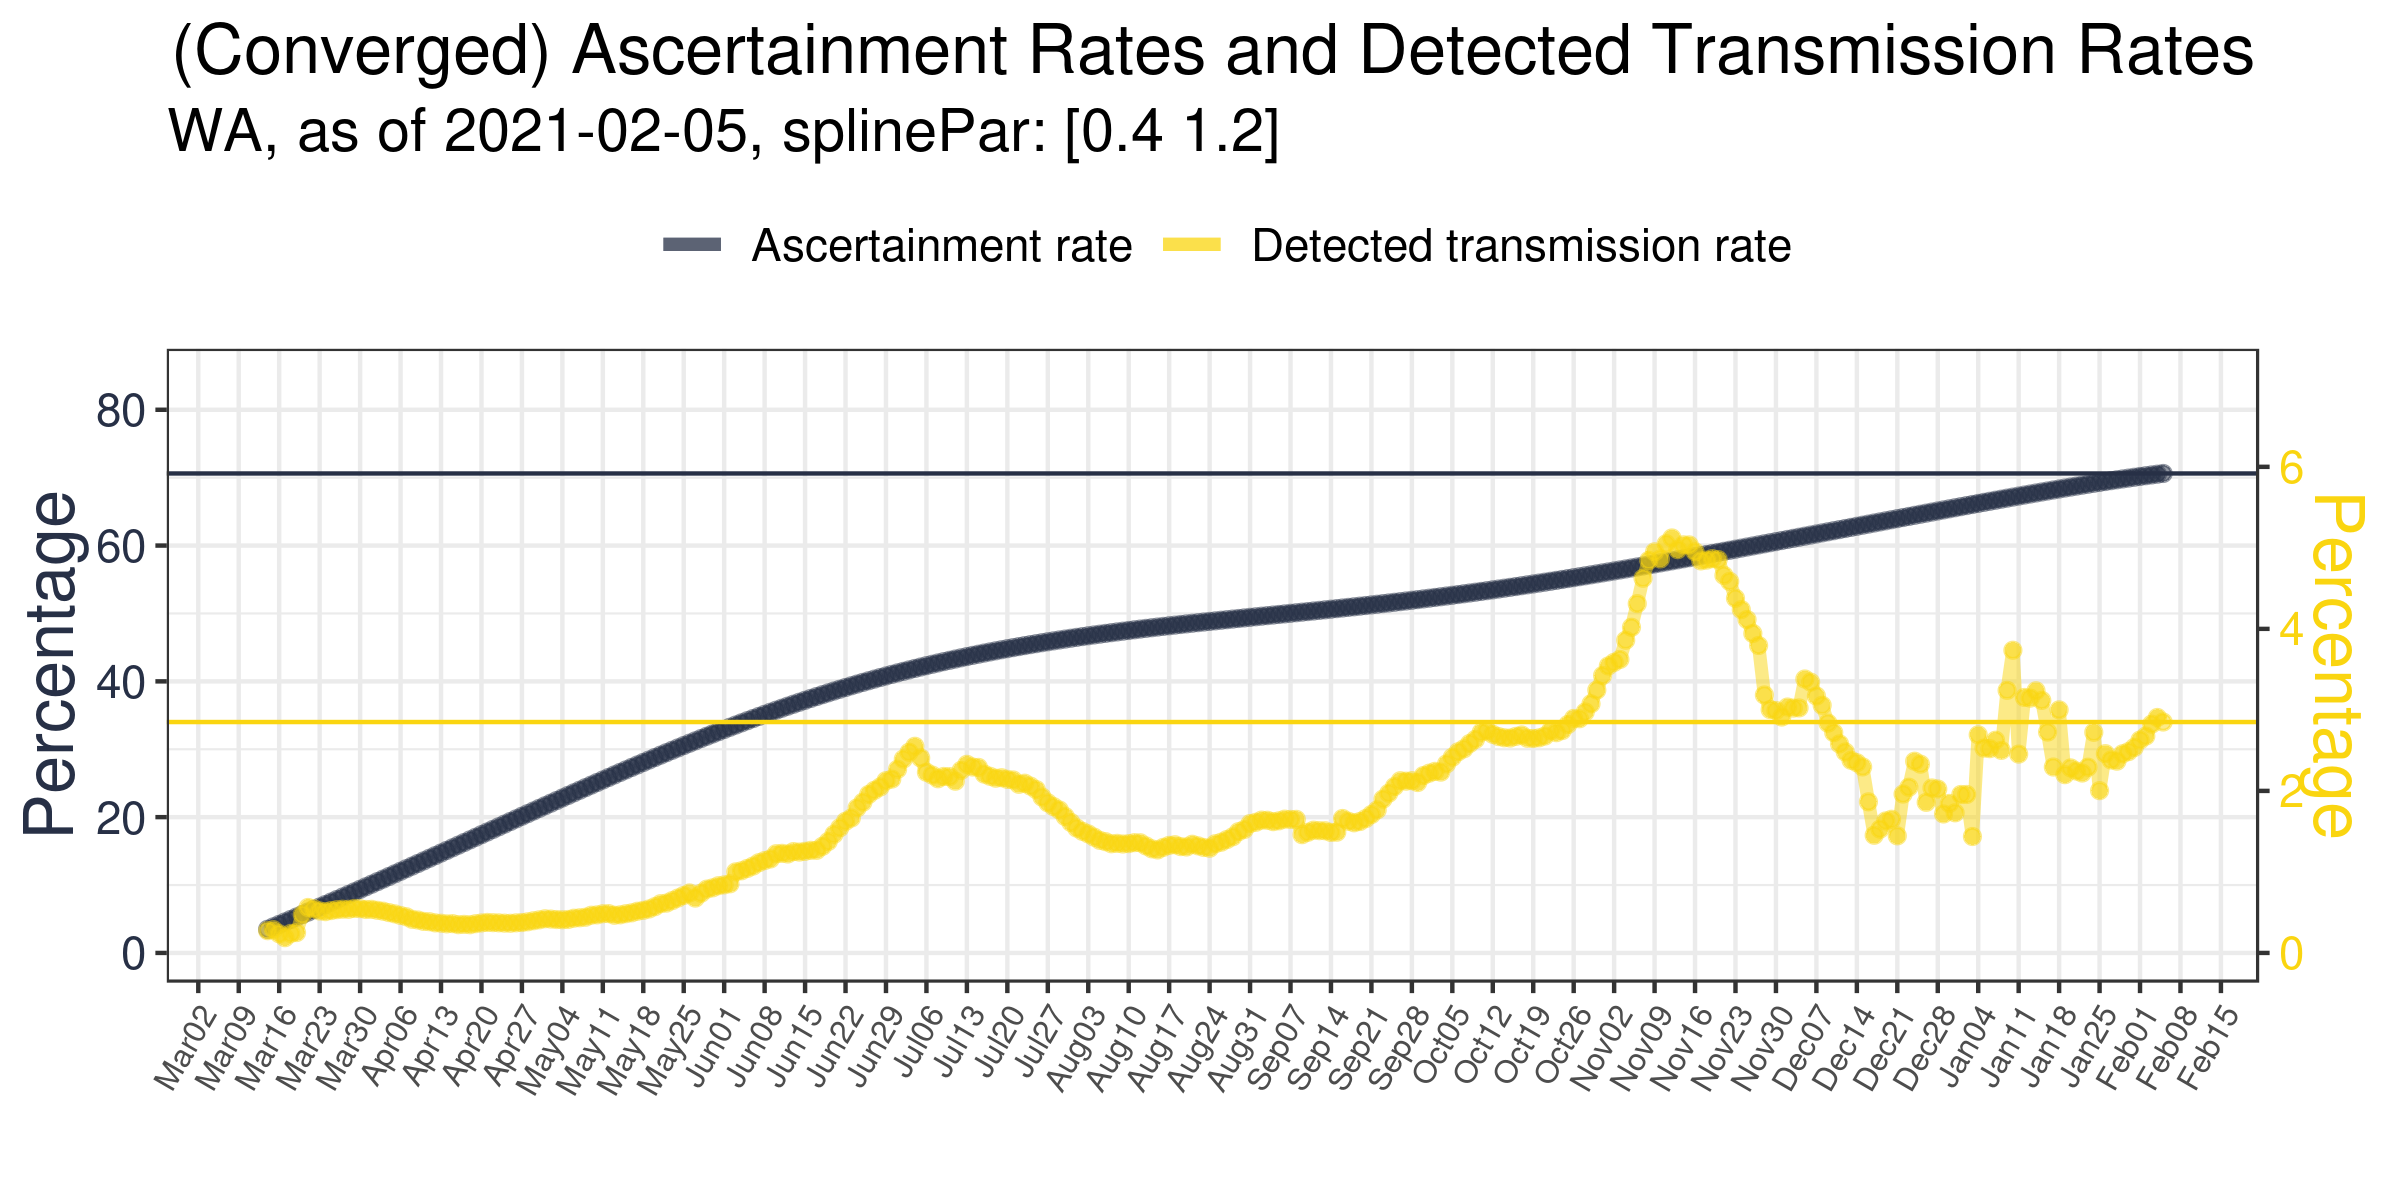 (Converged) Ascertainment Rates and Detected Transmission Rates
WA, as of 2021-02-05, splinePar: [0.4 1.2]
Ascertainment rate
Detected transmission rate
Percentage
80
60
40
20
0
6
4
2
0
Percentage
Mar02
Mar09
Mar16
Mar23
Mar30
Apr06
Apr13
Apr20
Apr27
May04
May11
May18
May25
Jun01
Jun08
Jun15
Jun22
Jun29
Jul06
Jul13
Jul20
Jul27
Aug03
Aug10
Aug17
Aug24
Aug31
Sep07
Sep14
Sep21
Sep28
Oct05
Oct12
Oct19
Oct26
Nov02
Nov09
Nov16
Nov23
Nov30
Dec07
Dec14
Dec21
Dec28
Jan04
Jan11
Jan18
Jan25
Feb01
Feb08
Feb15